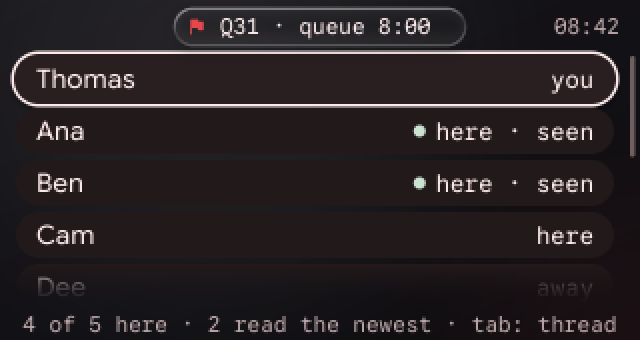 Q31 · queue 8:00
08:42
Thomas you
Ana here · seen
Ben here · seen
Cam here
Dee away
4 of 5 here · 2 read the newest · tab: thread